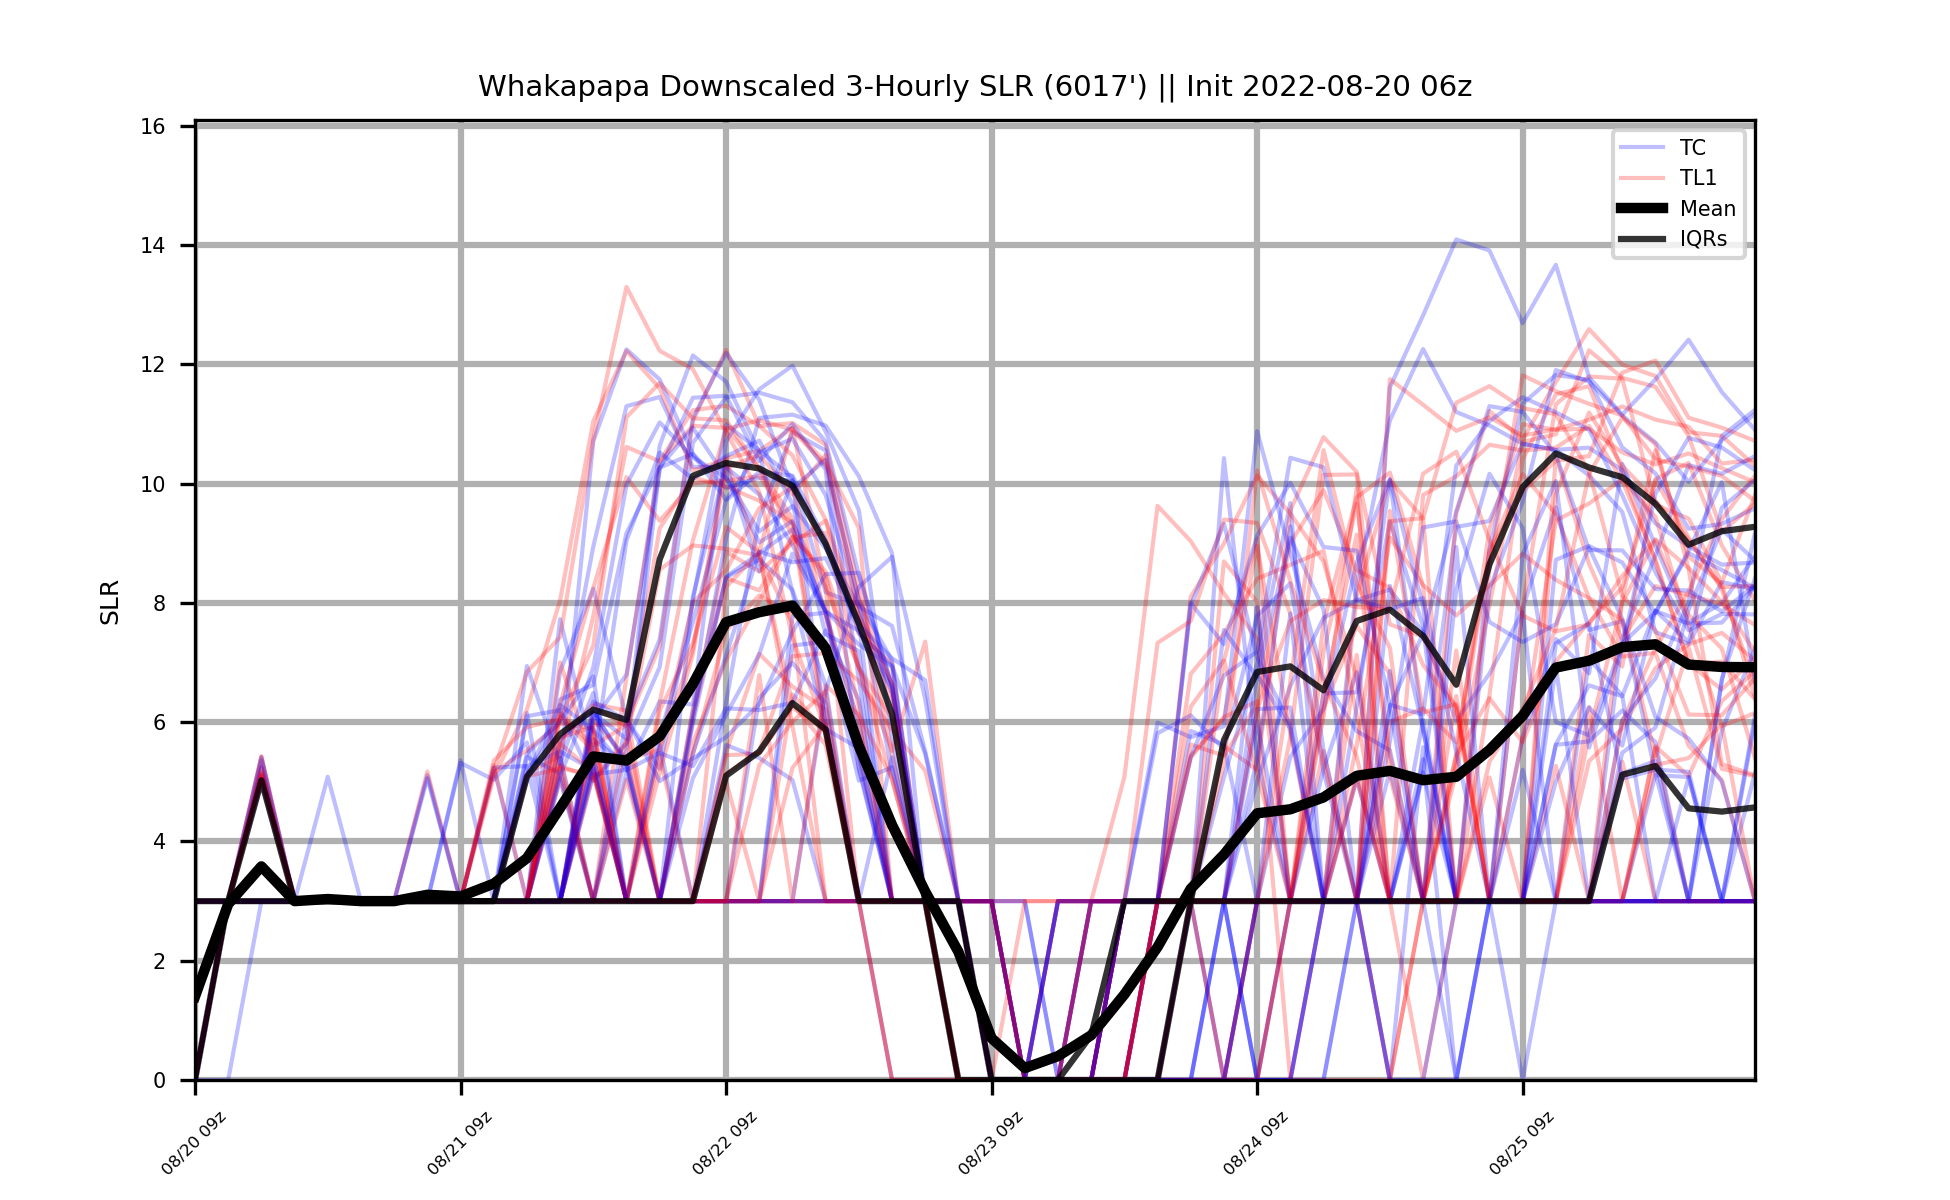 Whakapapa Downscaled 3-Hourly SLR (6017') || Init 2022-08-20 06z
16
14
12
10
8
6
4
2
0
SLR
TC
TL1
Mean
IQRs
08/20 09z
08/21 09z
08/22 09z
08/23 09z
08/24 09z
08/25 09z